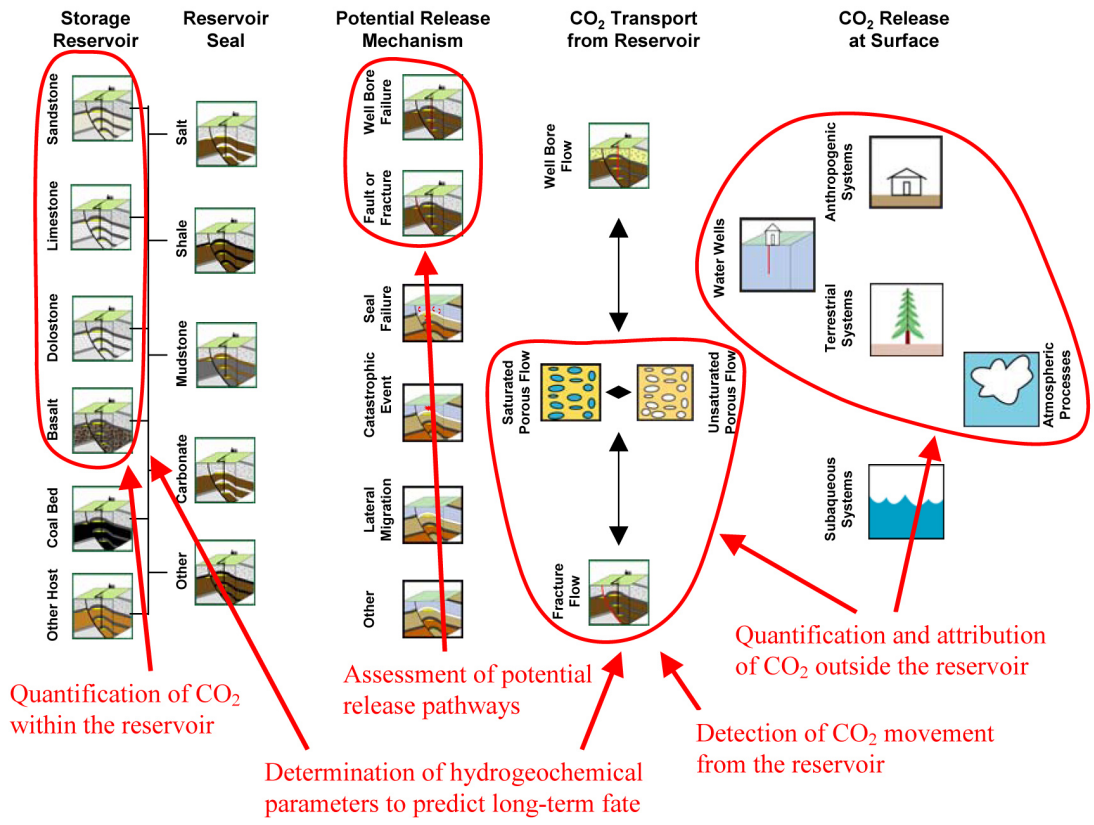 Storage
Reservoir
Reservoir
Seal
Potential Release
Mechanism
CO2 Transport
from Reservoir
CO2 Release
at Surface
Sandstone
Limestone
Dolostone
Basalt
Coal Bed
Other Host
Salt
Shale
Mudstone
Carbonate
Other
Well Bore
Failure
Fault or
Fracture
Seal
Failure
Catastrophic
Event
Lateral
Migration
Other
Well Bore
Flow
Saturated
Porous Flow
Unsaturated
Porous Flow
Fracture
Flow
Anthropogenic
Systems
Water Wells
Terrestrial
Systems
Atmospheric
Processes
Subaqueous
Systems
Quantification of CO2
within the reservoir
Assessment of potential
release pathways
Determination of hydrogeochemical
parameters to predict long-term fate
Quantification and attribution
of CO2 outside the reservoir
Detection of CO2 movement
from the reservoir